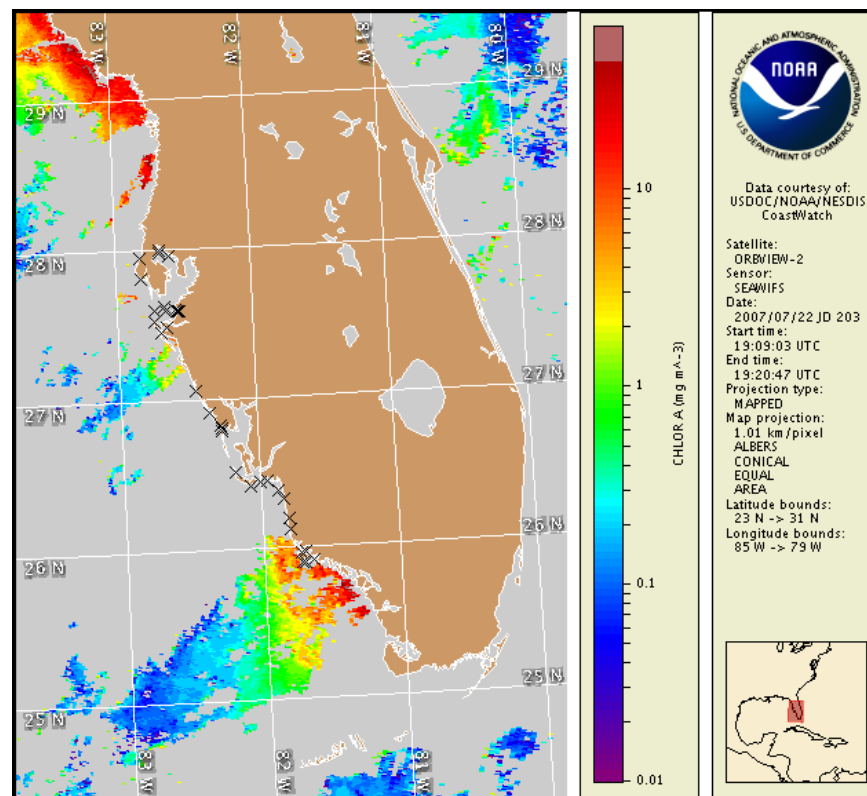 83 W
82 W
81 W
80 W
29 N
29 N
28 N
28 N
27 N
27 N
26 N
26 N
25 N
25 N
83 W
82 W
81 W
10
1
0.1
0.01
CHLOR A (mg m^-3)
NATIONAL OCEANIC AND ATMOSPHERIC ADMINISTRATION
NOAA
U.S. DEPARTMENT OF COMMERCE
Data courtesy of:
USDOC/NOAA/NESDIS
CoastWatch
Satellite:
ORBVIEW-2
Sensor:
SEAWIFS
Date:
2007/07/22 JD 203
Start time:
19:09:03 UTC
End time:
19:20:47 UTC
Projection type:
MAPPED
Map projection:
1.01 km/pixel
ALBERS
CONICAL
EQUAL
AREA
Latitude bounds:
23 N -> 31 N
Longitude bounds:
85 W -> 79 W